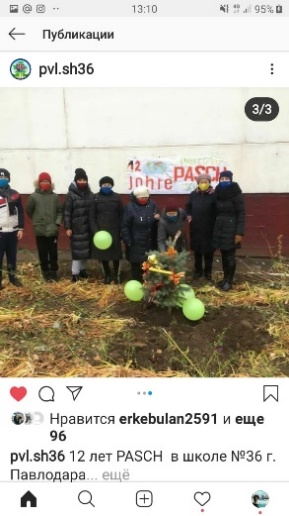 13:10
95%
Публикации
pvl.sh36
3/3
12
Jahre PASCH
Нравится erkebulan2591 и еще
96
pvl.sh36 12 лет PASCH в школе №36 г.
Павлодара... ещё